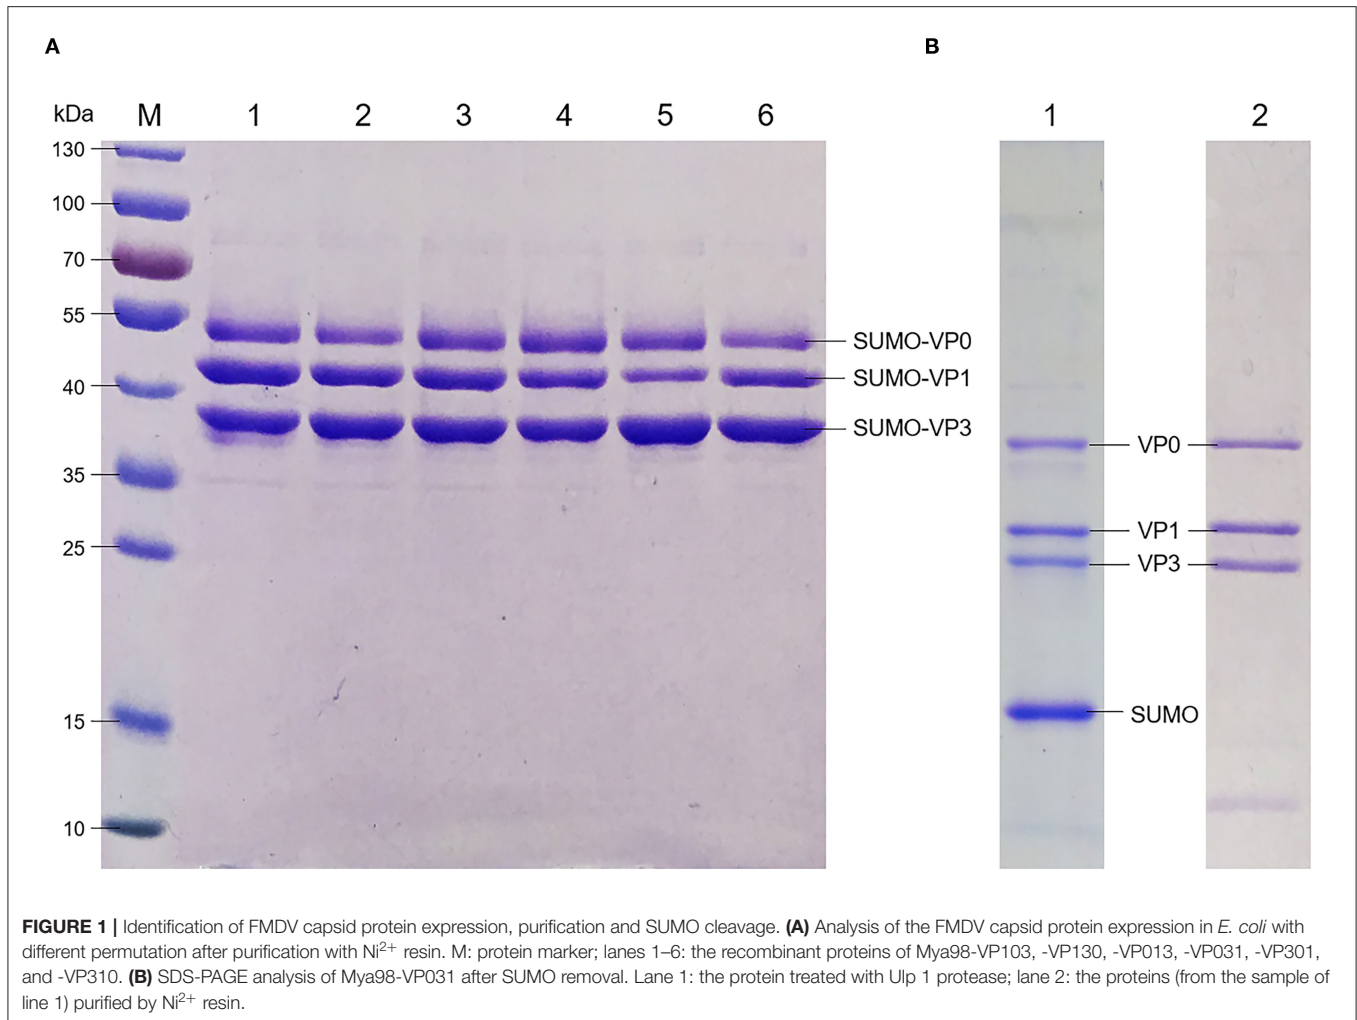 A
B
kDa M 1 2 3 4 5 6
1 2
130
100
70
55
40
35
25
15
10
SUMO-VP0
SUMO-VP1
SUMO-VP3
VP0
VP1
VP3
SUMO
FIGURE 1 | Identification of FMDV capsid protein expression, purification and SUMO cleavage. (A) Analysis of the FMDV capsid protein expression in E. coli with
different permutation after purification with Ni²⁺ resin. M: protein marker; lanes 1–6: the recombinant proteins of Mya98-VP103, -VP130, -VP013, -VP031, -VP301,
and -VP310. (B) SDS-PAGE analysis of Mya98-VP031 after SUMO removal. Lane 1: the protein treated with Ulp 1 protease; lane 2: the proteins (from the sample of
line 1) purified by Ni²⁺ resin.